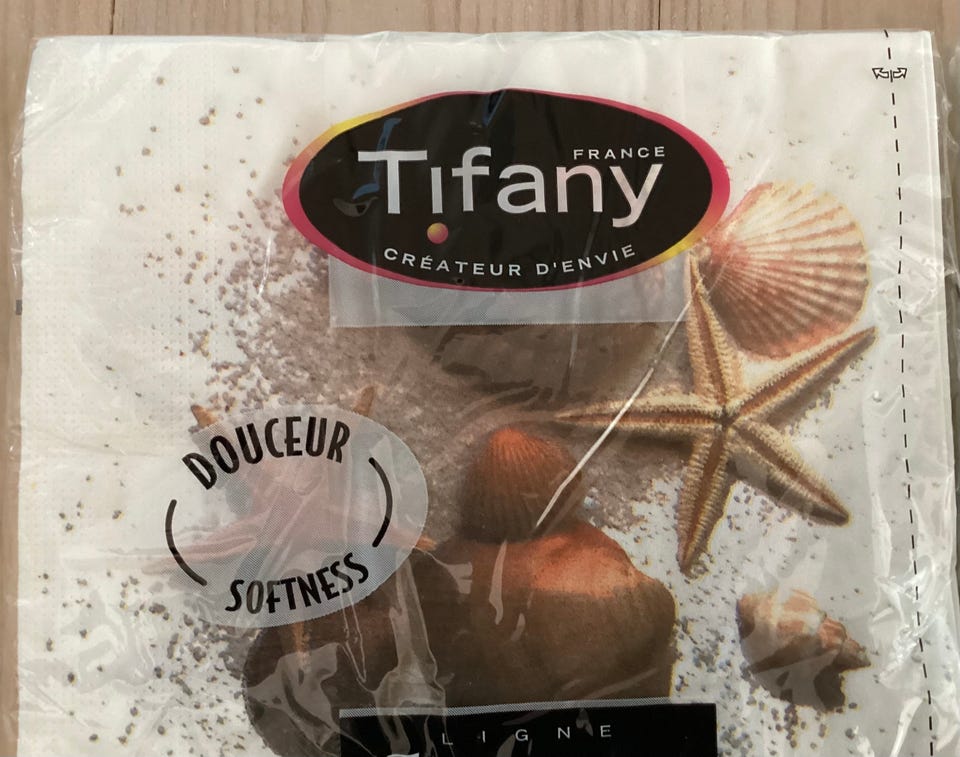 FRANCE
Tifany
CRÉATEUR D'ENVIE
DOUCEUR
SOFTNESS
LIGNE